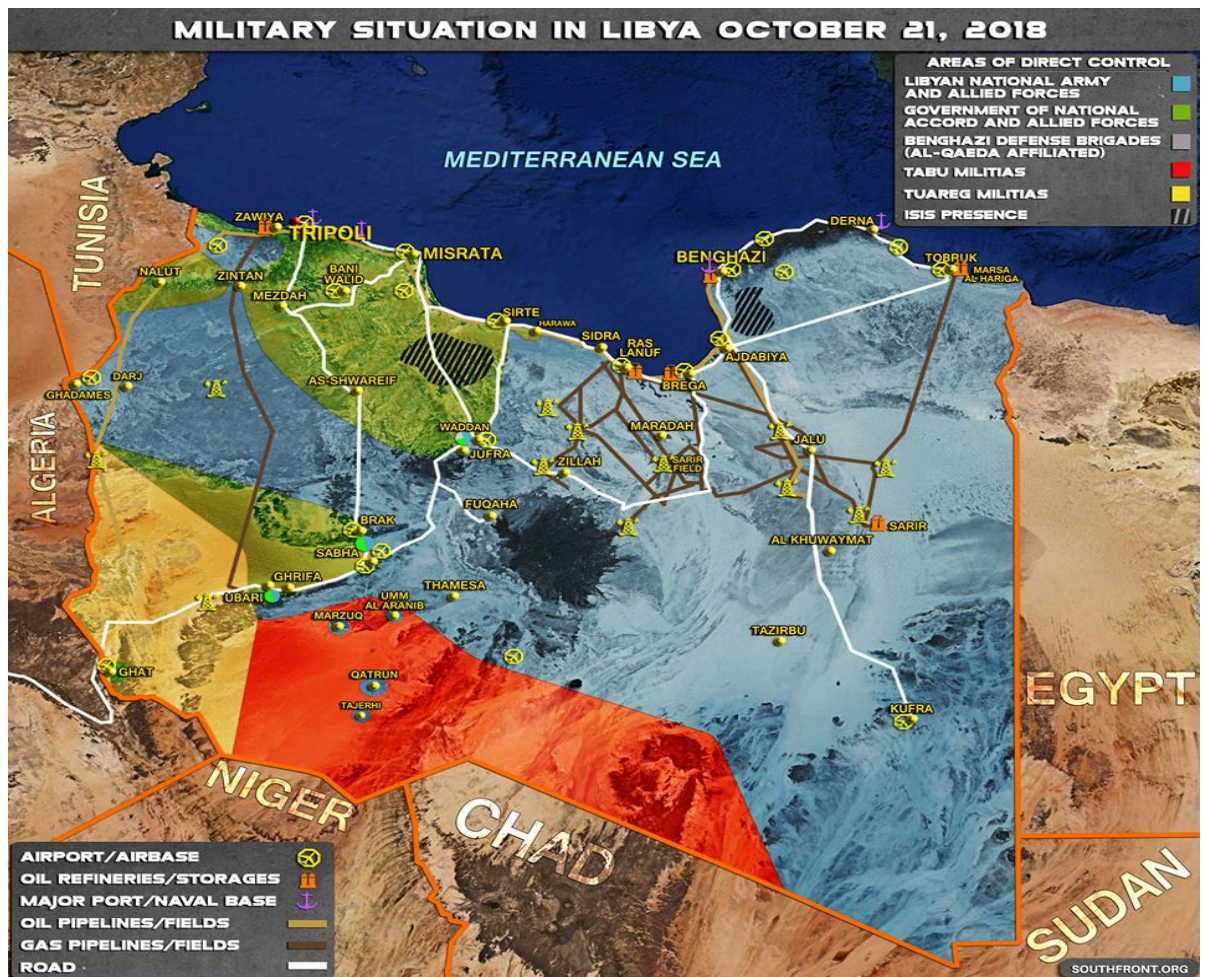 MILITARY SITUATION IN LIBYA OCTOBER 21, 2018
AREAS OF DIRECT CONTROL
LIBYAN NATIONAL ARMY
AND ALLIED FORCES
GOVERNMENT OF NATIONAL
ACCORD AND ALLIED FORCES
BENGHAZI DEFENSE BRIGADES
(AL-QAEDA AFFILIATED)
TABU MILITIAS
TUAREG MILITIAS
ISIS PRESENCE
MEDITERRANEAN SEA
TUNISIA
ZAWIYA
TRIPOLI
MISRATA
NALUT
ZINTAN
BANI
WALID
MEZDAH
DERNA
BENGHAZI
TOBRUK
MARSA
AL-HARIGA
SIRTE
HARAWA
SIDRA
RAS
LANUF
BREGA
AJDABIYA
ALGERIA
GHADAMES
DARJ
AS-SHWAREIF
WADDAN
JUFRA
MARADAH
JALU
ZILLAH
SARIR
FIELD
FUQAHA
BRAK
SABHA
SARIR
AL KHUWAYMAT
GHRIFA
UBARI
THAMESA
UMM
AL ARANIB
MARZUQ
TAZIRBU
GHAT
QATRUN
TAJERHI
KUFRA
EGYPT
NIGER
CHAD
SUDAN
AIRPORT/AIRBASE
OIL REFINERIES/STORAGES
MAJOR PORT/NAVAL BASE
OIL PIPELINES/FIELDS
GAS PIPELINES/FIELDS
ROAD
SOUTHFRONT.ORG